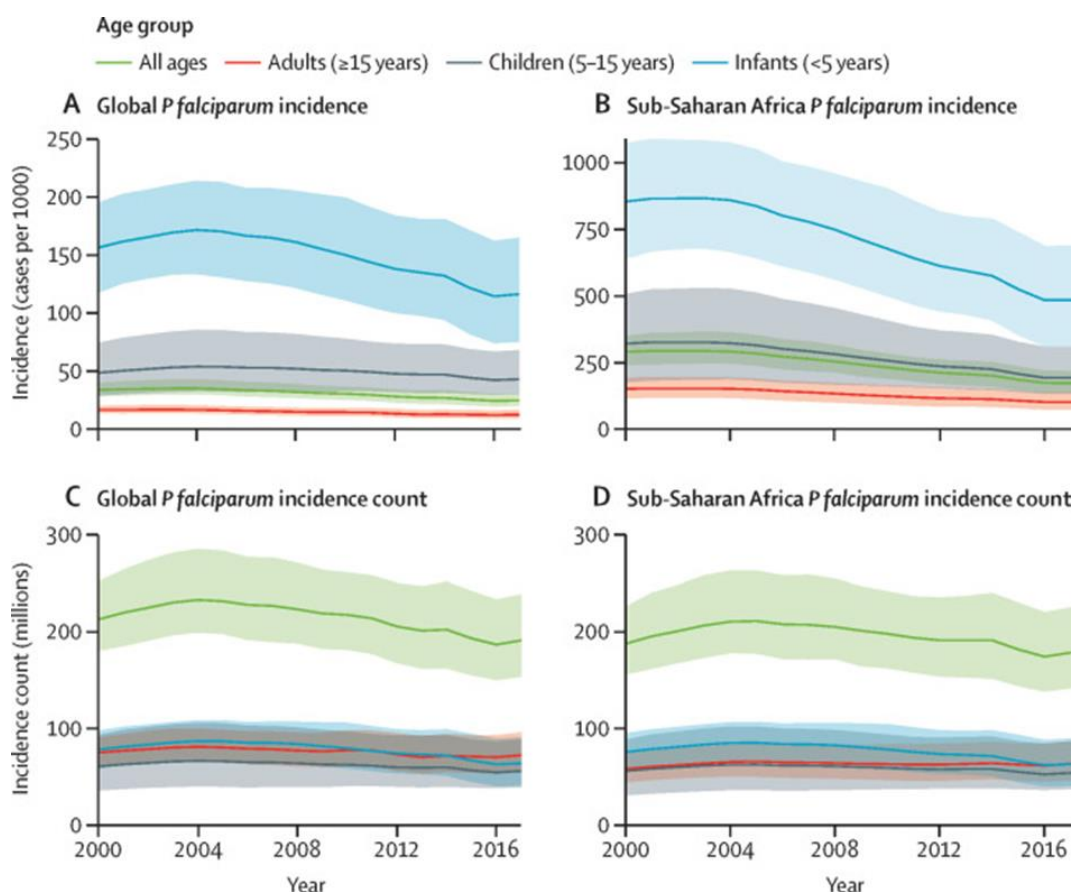 Age group
All ages Adults (≥15 years) Children (5–15 years) Infants (<5 years)
A Global P falciparum incidence
B Sub-Saharan Africa P falciparum incidence
Incidence (cases per 1000)
250
200
150
100
50
0
1000
750
500
250
0
C Global P falciparum incidence count
D Sub-Saharan Africa P falciparum incidence count
Incidence count (millions)
300
200
100
0
2000 2004 2008 2012 2016
Year
300
200
100
0
2000 2004 2008 2012 2016
Year